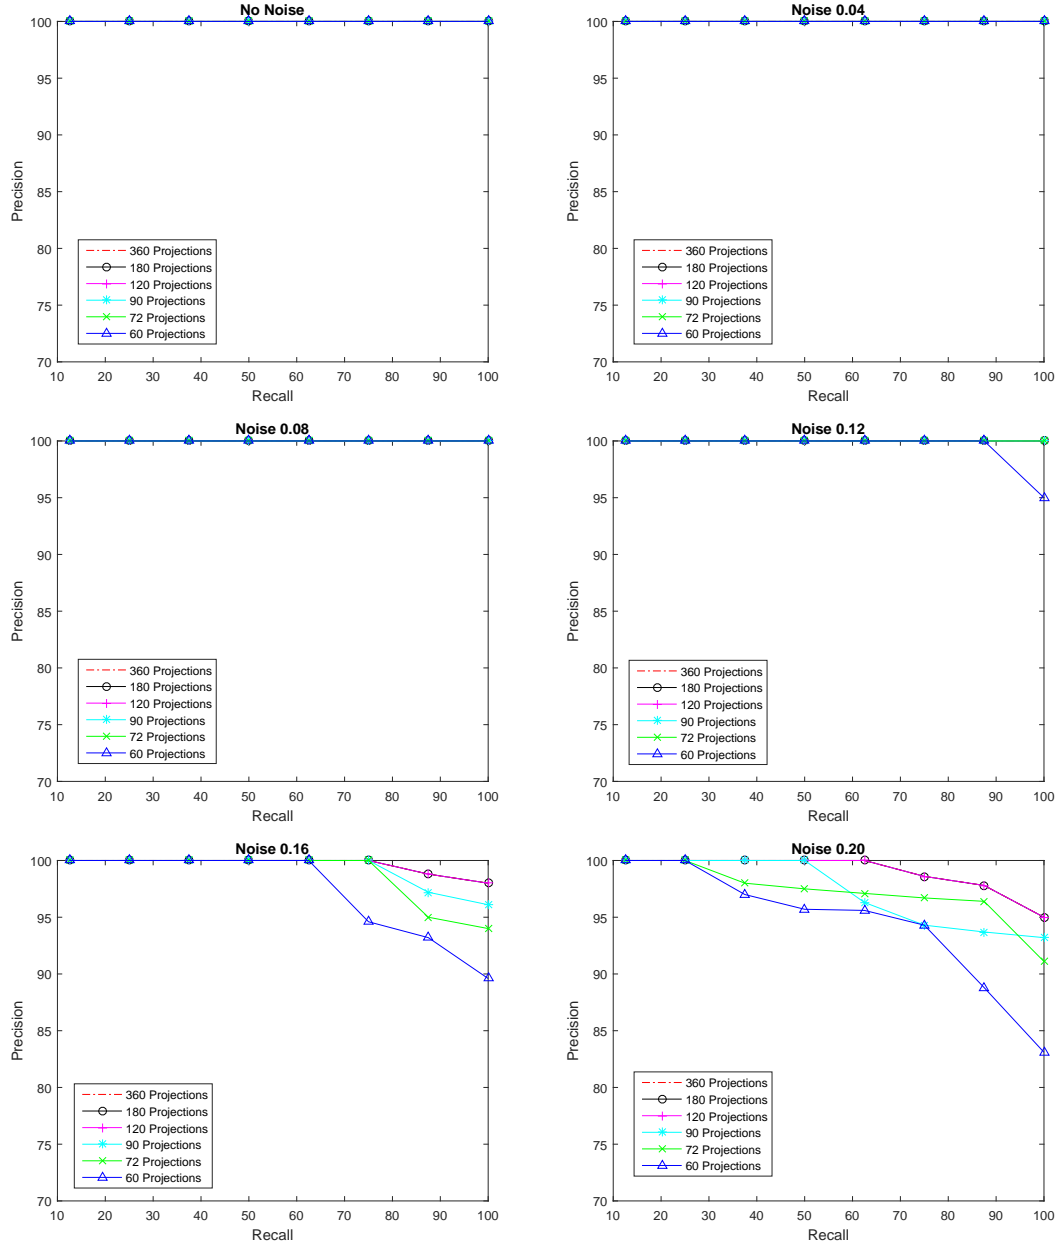 No Noise
100
95
90
85
80
75
70
Precision
360 Projections
180 Projections
120 Projections
90 Projections
72 Projections
60 Projections
10 20 30 40 50 60 70 80 90 100
Recall
Noise 0.04
100
95
90
85
80
75
70
Precision
360 Projections
180 Projections
120 Projections
90 Projections
72 Projections
60 Projections
10 20 30 40 50 60 70 80 90 100
Recall
Noise 0.08
100
95
90
85
80
75
70
Precision
360 Projections
180 Projections
120 Projections
90 Projections
72 Projections
60 Projections
10 20 30 40 50 60 70 80 90 100
Recall
Noise 0.12
100
95
90
85
80
75
70
Precision
360 Projections
180 Projections
120 Projections
90 Projections
72 Projections
60 Projections
10 20 30 40 50 60 70 80 90 100
Recall
Noise 0.16
100
95
90
85
80
75
70
Precision
360 Projections
180 Projections
120 Projections
90 Projections
72 Projections
60 Projections
10 20 30 40 50 60 70 80 90 100
Recall
Noise 0.20
100
95
90
85
80
75
70
Precision
360 Projections
180 Projections
120 Projections
90 Projections
72 Projections
60 Projections
10 20 30 40 50 60 70 80 90 100
Recall